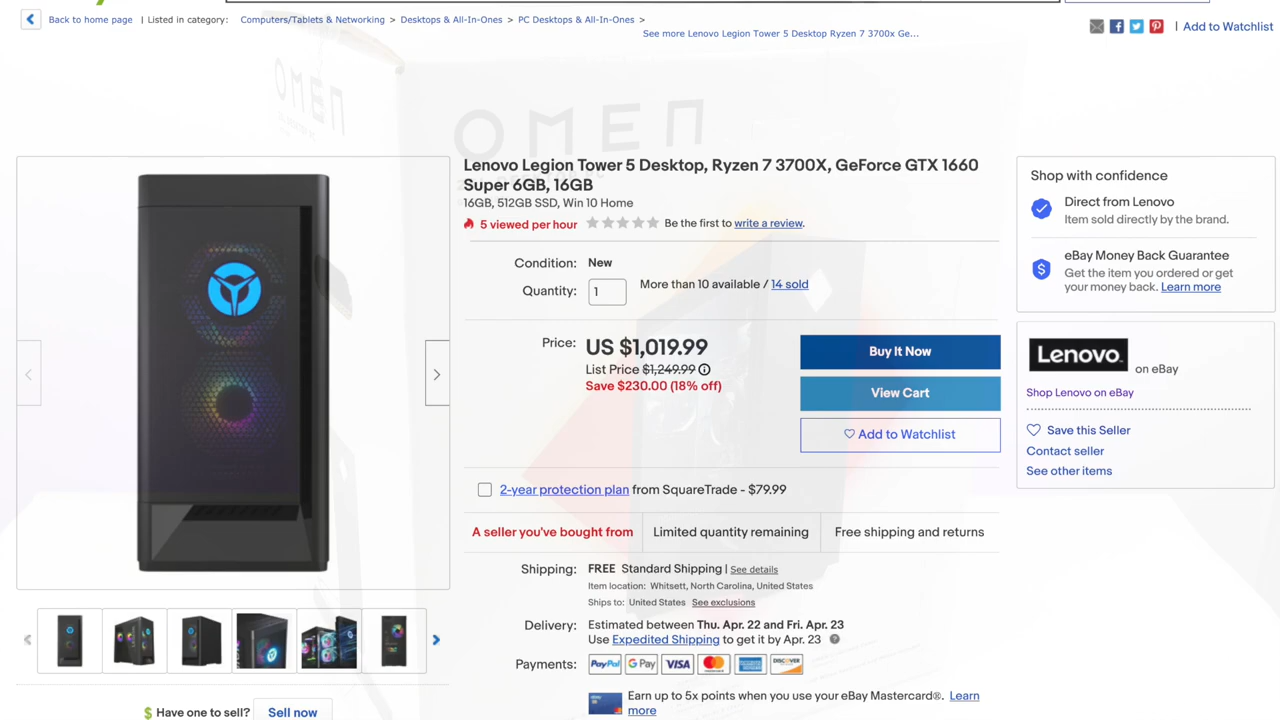 Back to home page | Listed in category: Computers/Tablets & Networking > Desktops & All-In-Ones > PC Desktops & All-In-Ones >
See more Lenovo Legion Tower 5 Desktop Ryzen 7 3700x Ge...
| Add to Watchlist
OMEN
OMEN
Lenovo Legion Tower 5 Desktop, Ryzen 7 3700X, GeForce GTX 1660
Super 6GB, 16GB
16GB, 512GB SSD, Win 10 Home
5 viewed per hour Be the first to write a review.
Condition: New
Quantity: 1 More than 10 available / 14 sold
Price: US $1,019.99
List Price $1,249.99
Save $230.00 (18% off)
Buy It Now
View Cart
Add to Watchlist
2-year protection plan from SquareTrade - $79.99
A seller you've bought from Limited quantity remaining Free shipping and returns
Shipping: FREE Standard Shipping | See details
Item location: Whitsett, North Carolina, United States
Ships to: United States See exclusions
Delivery: Estimated between Thu. Apr. 22 and Fri. Apr. 23
Use Expedited Shipping to get it by Apr. 23
Payments: PayPal G Pay VISA MasterCard AMERICAN EXPRESS DISCOVER
Earn up to 5x points when you use your eBay Mastercard®. Learn
more
Shop with confidence
Direct from Lenovo
Item sold directly by the brand.
eBay Money Back Guarantee
Get the item you ordered or get
your money back. Learn more
Lenovo on eBay
Shop Lenovo on eBay
Save this Seller
Contact seller
See other items
$ Have one to sell? Sell now